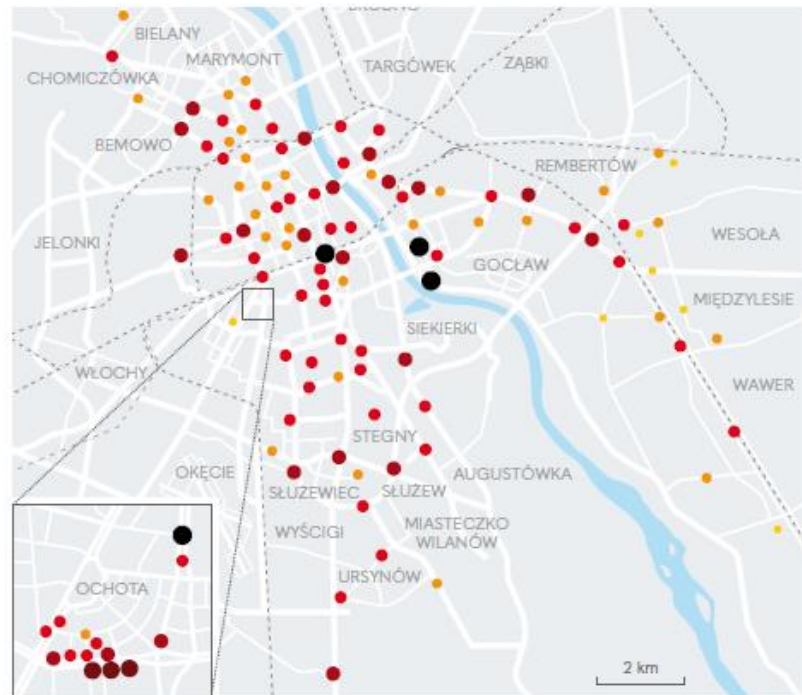 BRÓDNO
BIELANY
MARYMONT
TARGÓWEK
ZĄBKI
CHOMICZÓWKA
BEMOWO
REMBERTÓW
JELONKI
WESOŁA
GOCŁAW
MIĘDZYLESIE
SIEKIERKI
WŁOCHY
WAWER
STEGNY
OKĘCIE
SŁUŻEWIEC
SŁUŻEW
AUGUSTÓWKA
WYŚCIGI
MIASTECZKO
WILANÓW
URSYNÓW
OCHOTA
2 km